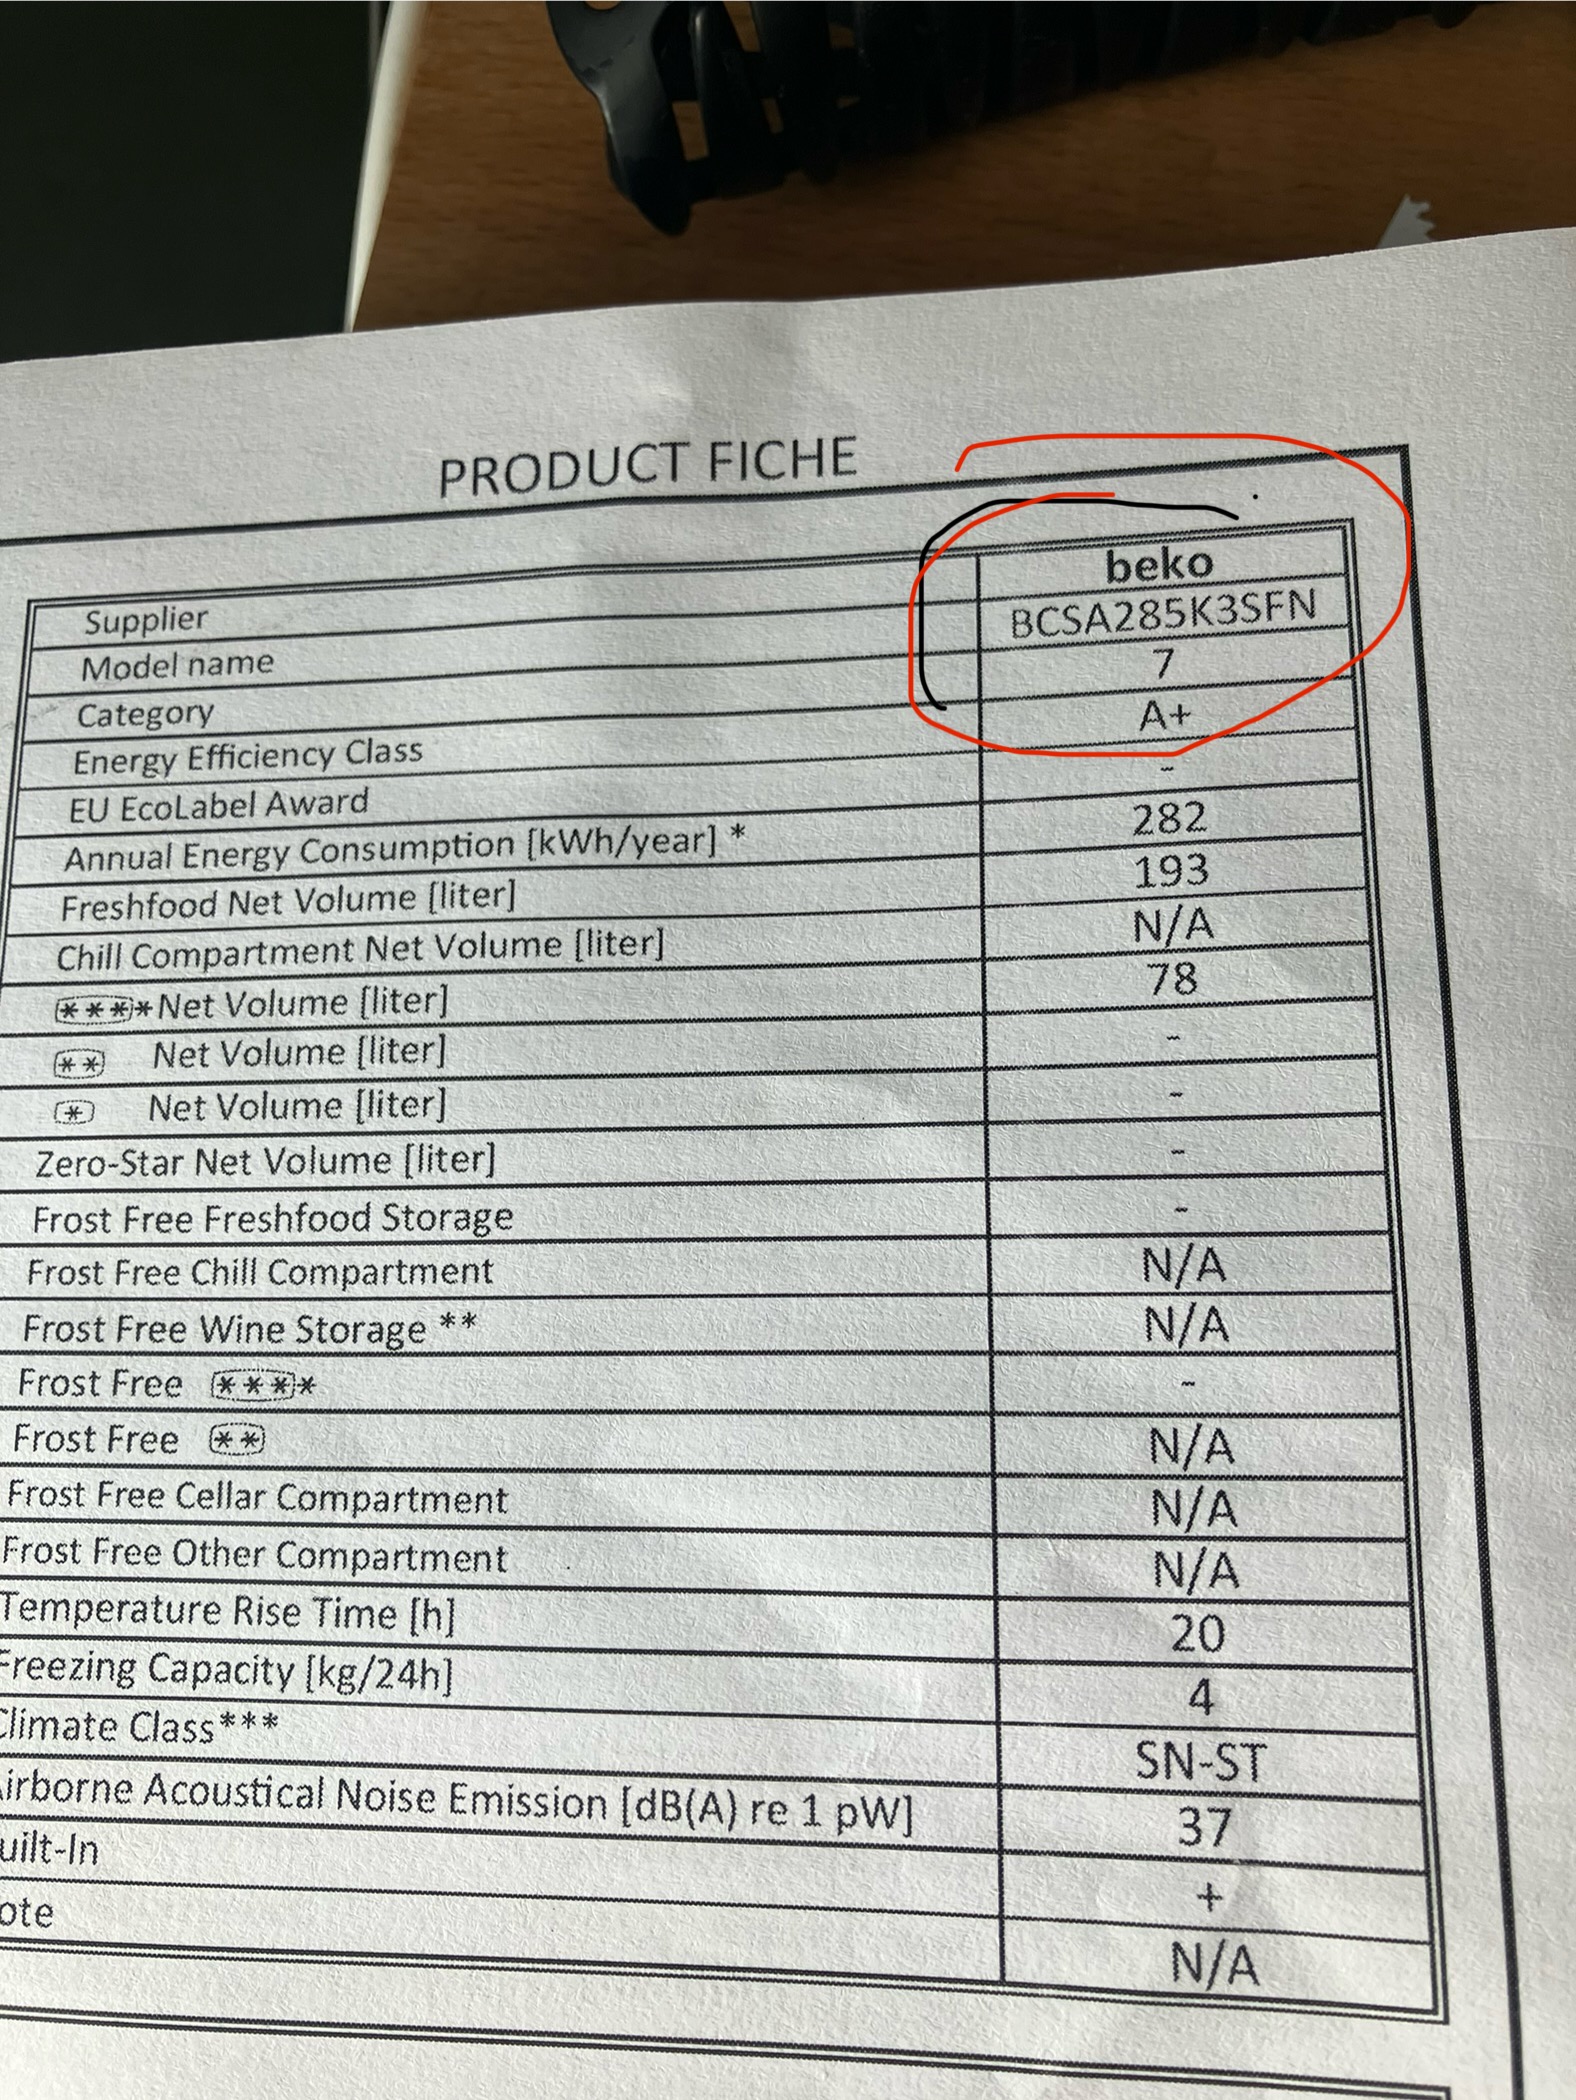 PRODUCT FICHE
Supplier beko
Model name BCSA285K3SFN
Category 7
Energy Efficiency Class A+
EU EcoLabel Award -
Annual Energy Consumption [kWh/year] * 282
Freshfood Net Volume [liter] 193
Chill Compartment Net Volume [liter] N/A
****Net Volume [liter] 78
** Net Volume [liter] -
* Net Volume [liter] -
Zero-Star Net Volume [liter] -
Frost Free Freshfood Storage -
Frost Free Chill Compartment N/A
Frost Free Wine Storage ** N/A
Frost Free **** -
Frost Free ** N/A
Frost Free Cellar Compartment N/A
Frost Free Other Compartment N/A
Temperature Rise Time [h] 20
Freezing Capacity [kg/24h] 4
Climate Class*** SN-ST
Airborne Acoustical Noise Emission [dB(A) re 1 pW] 37
uilt-In +
ote N/A